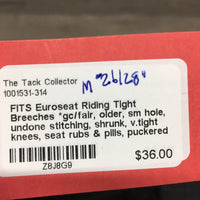 M "26/28"
The Tack Collector
1001531-314
FITS Euroseat Riding Tight
Breeches *gc/fair, older, sm hole,
undone stitching, shrunk, v.tight
knees, seat rubs & pills, puckered
$36.00
Z8J8G9